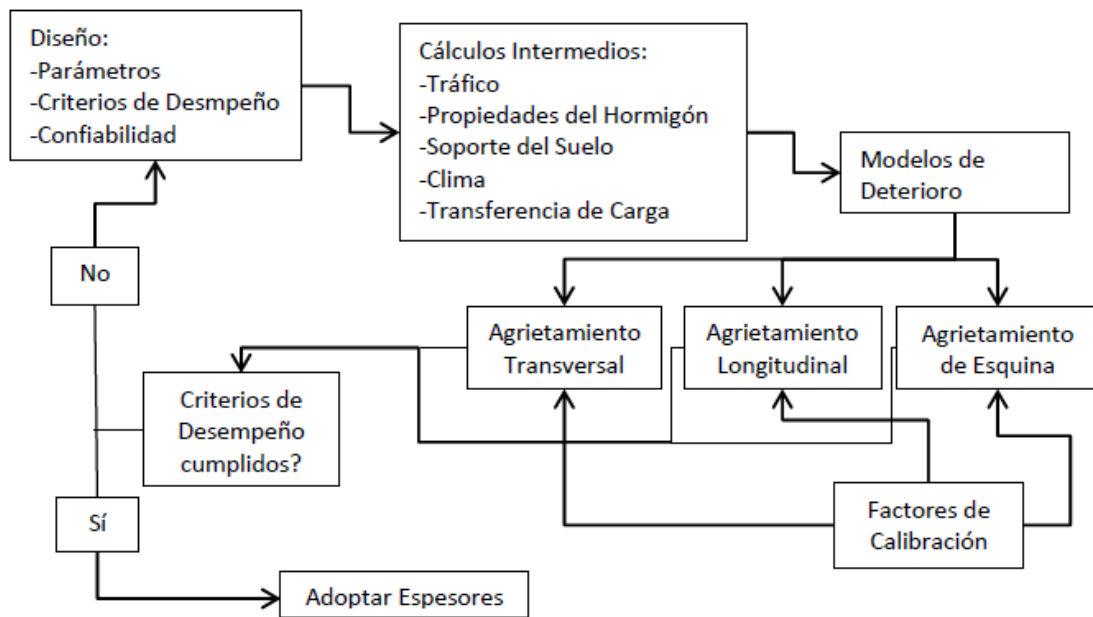 Diseño:
-Parámetros
-Criterios de Desmpeño
-Confiabilidad
Cálculos Intermedios:
-Tráfico
-Propiedades del Hormigón
-Soporte del Suelo
-Clima
-Transferencia de Carga
Modelos de
Deterioro
No
Agrietamiento
Transversal
Agrietamiento
Longitudinal
Agrietamiento
de Esquina
Criterios de
Desempeño
cumplidos?
Sí
Factores de
Calibración
Adoptar Espesores